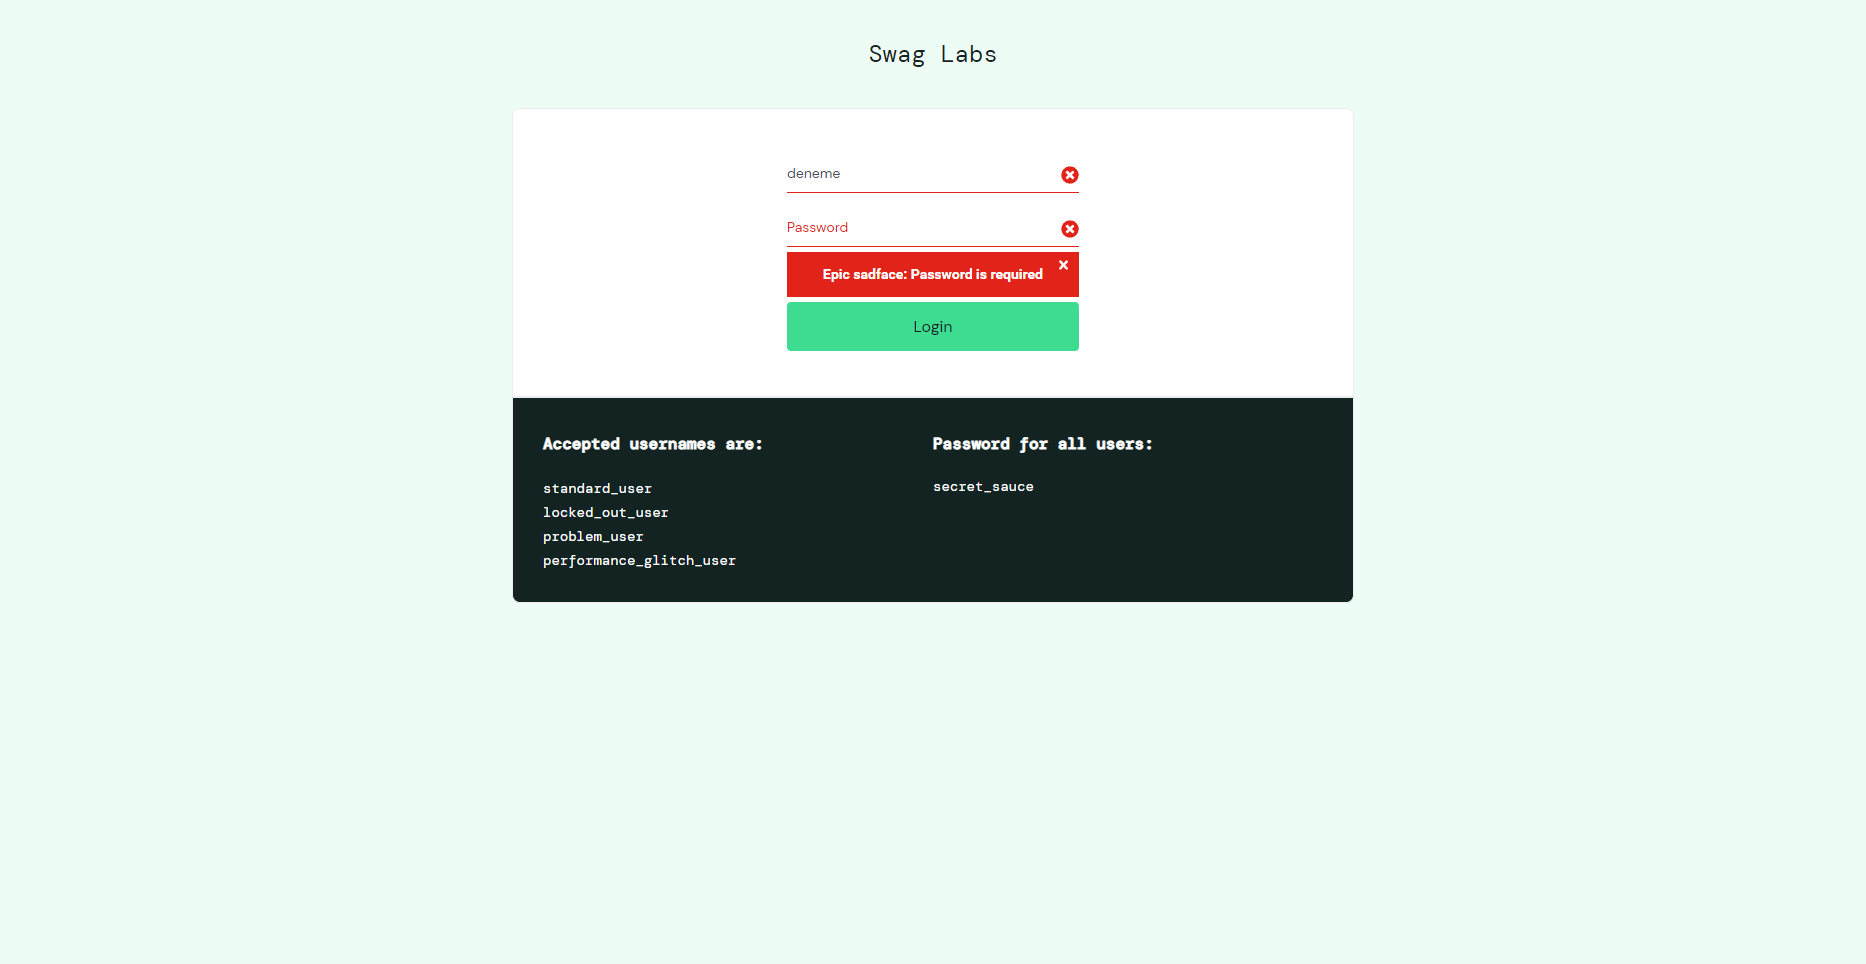 Swag Labs
deneme
Password
Epic sadface: Password is required
Login
Accepted usernames are:
standard_user
locked_out_user
problem_user
performance_glitch_user
Password for all users:
secret_sauce